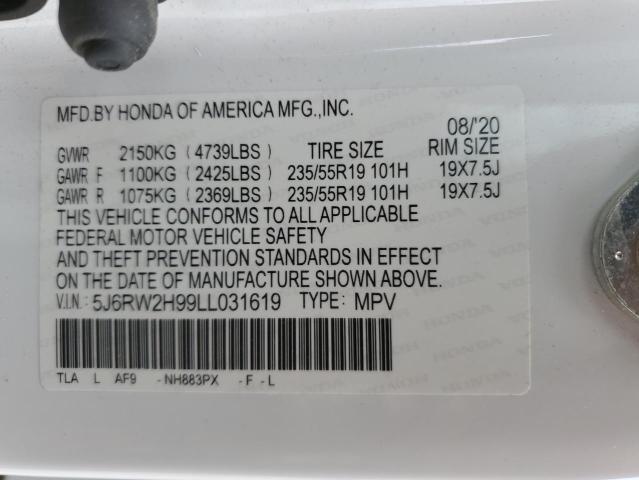 MFD.BY HONDA OF AMERICA MFG.,INC.
08/'20
GVWR 2150KG (4739LBS) TIRE SIZE RIM SIZE
GAWR F 1100KG (2425LBS) 235/55R19 101H 19X7.5J
GAWR R 1075KG (2369LBS) 235/55R19 101H 19X7.5J
THIS VEHICLE CONFORMS TO ALL APPLICABLE
FEDERAL MOTOR VEHICLE SAFETY
AND THEFT PREVENTION STANDARDS IN EFFECT
ON THE DATE OF MANUFACTURE SHOWN ABOVE.
V.I.N.: 5J6RW2H99LL031619 TYPE: MPV
TLA L AF9 -NH883PX -F-L